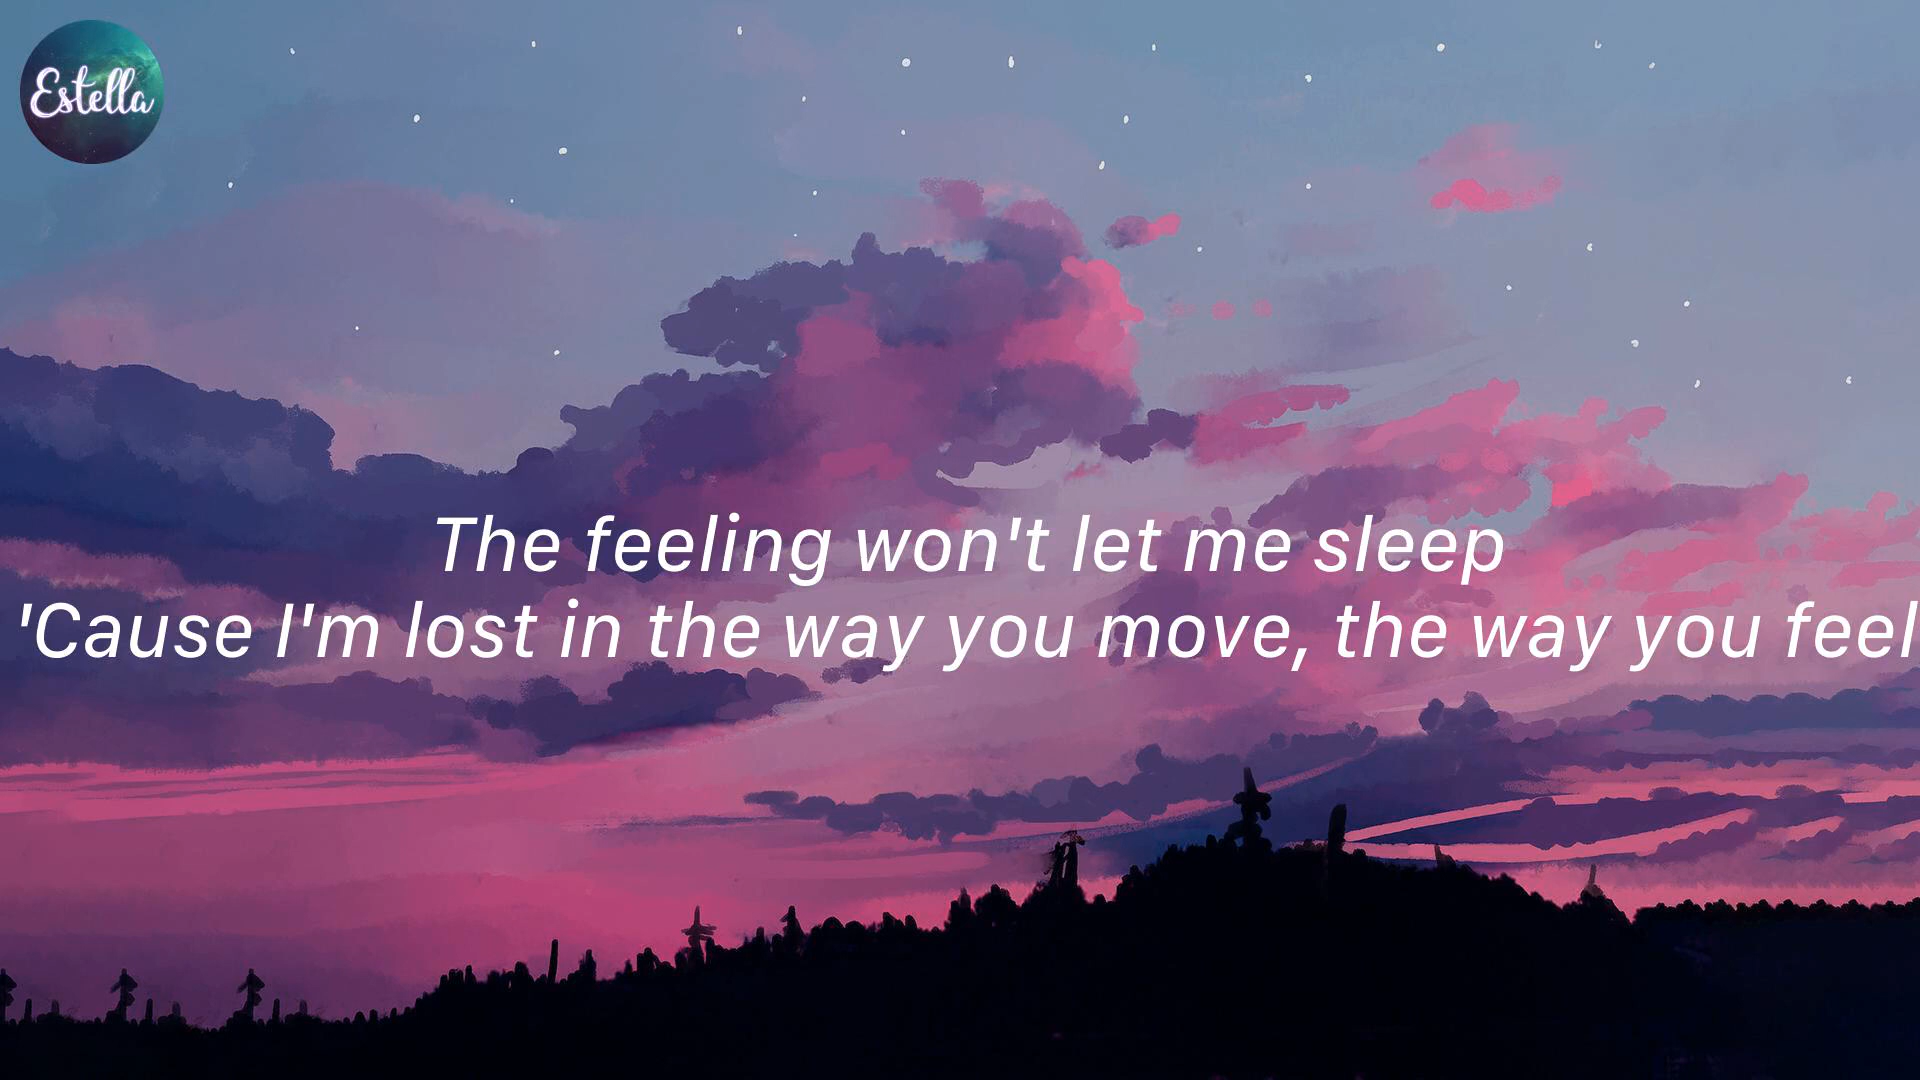 Estella
The feeling won't let me sleep
'Cause I'm lost in the way you move, the way you feel